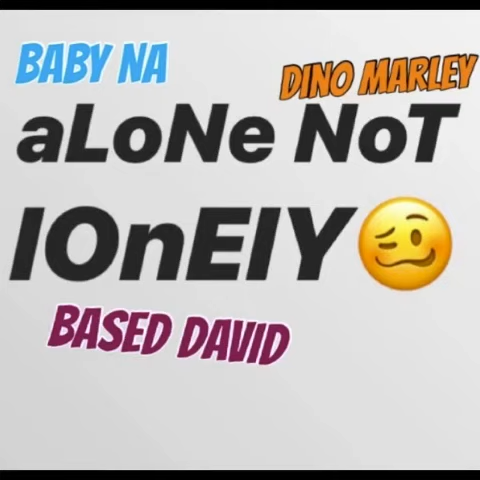 BABY NA
DINO MARLEY
aLoNe NoT
lOnElY🥴
BASED DAVID